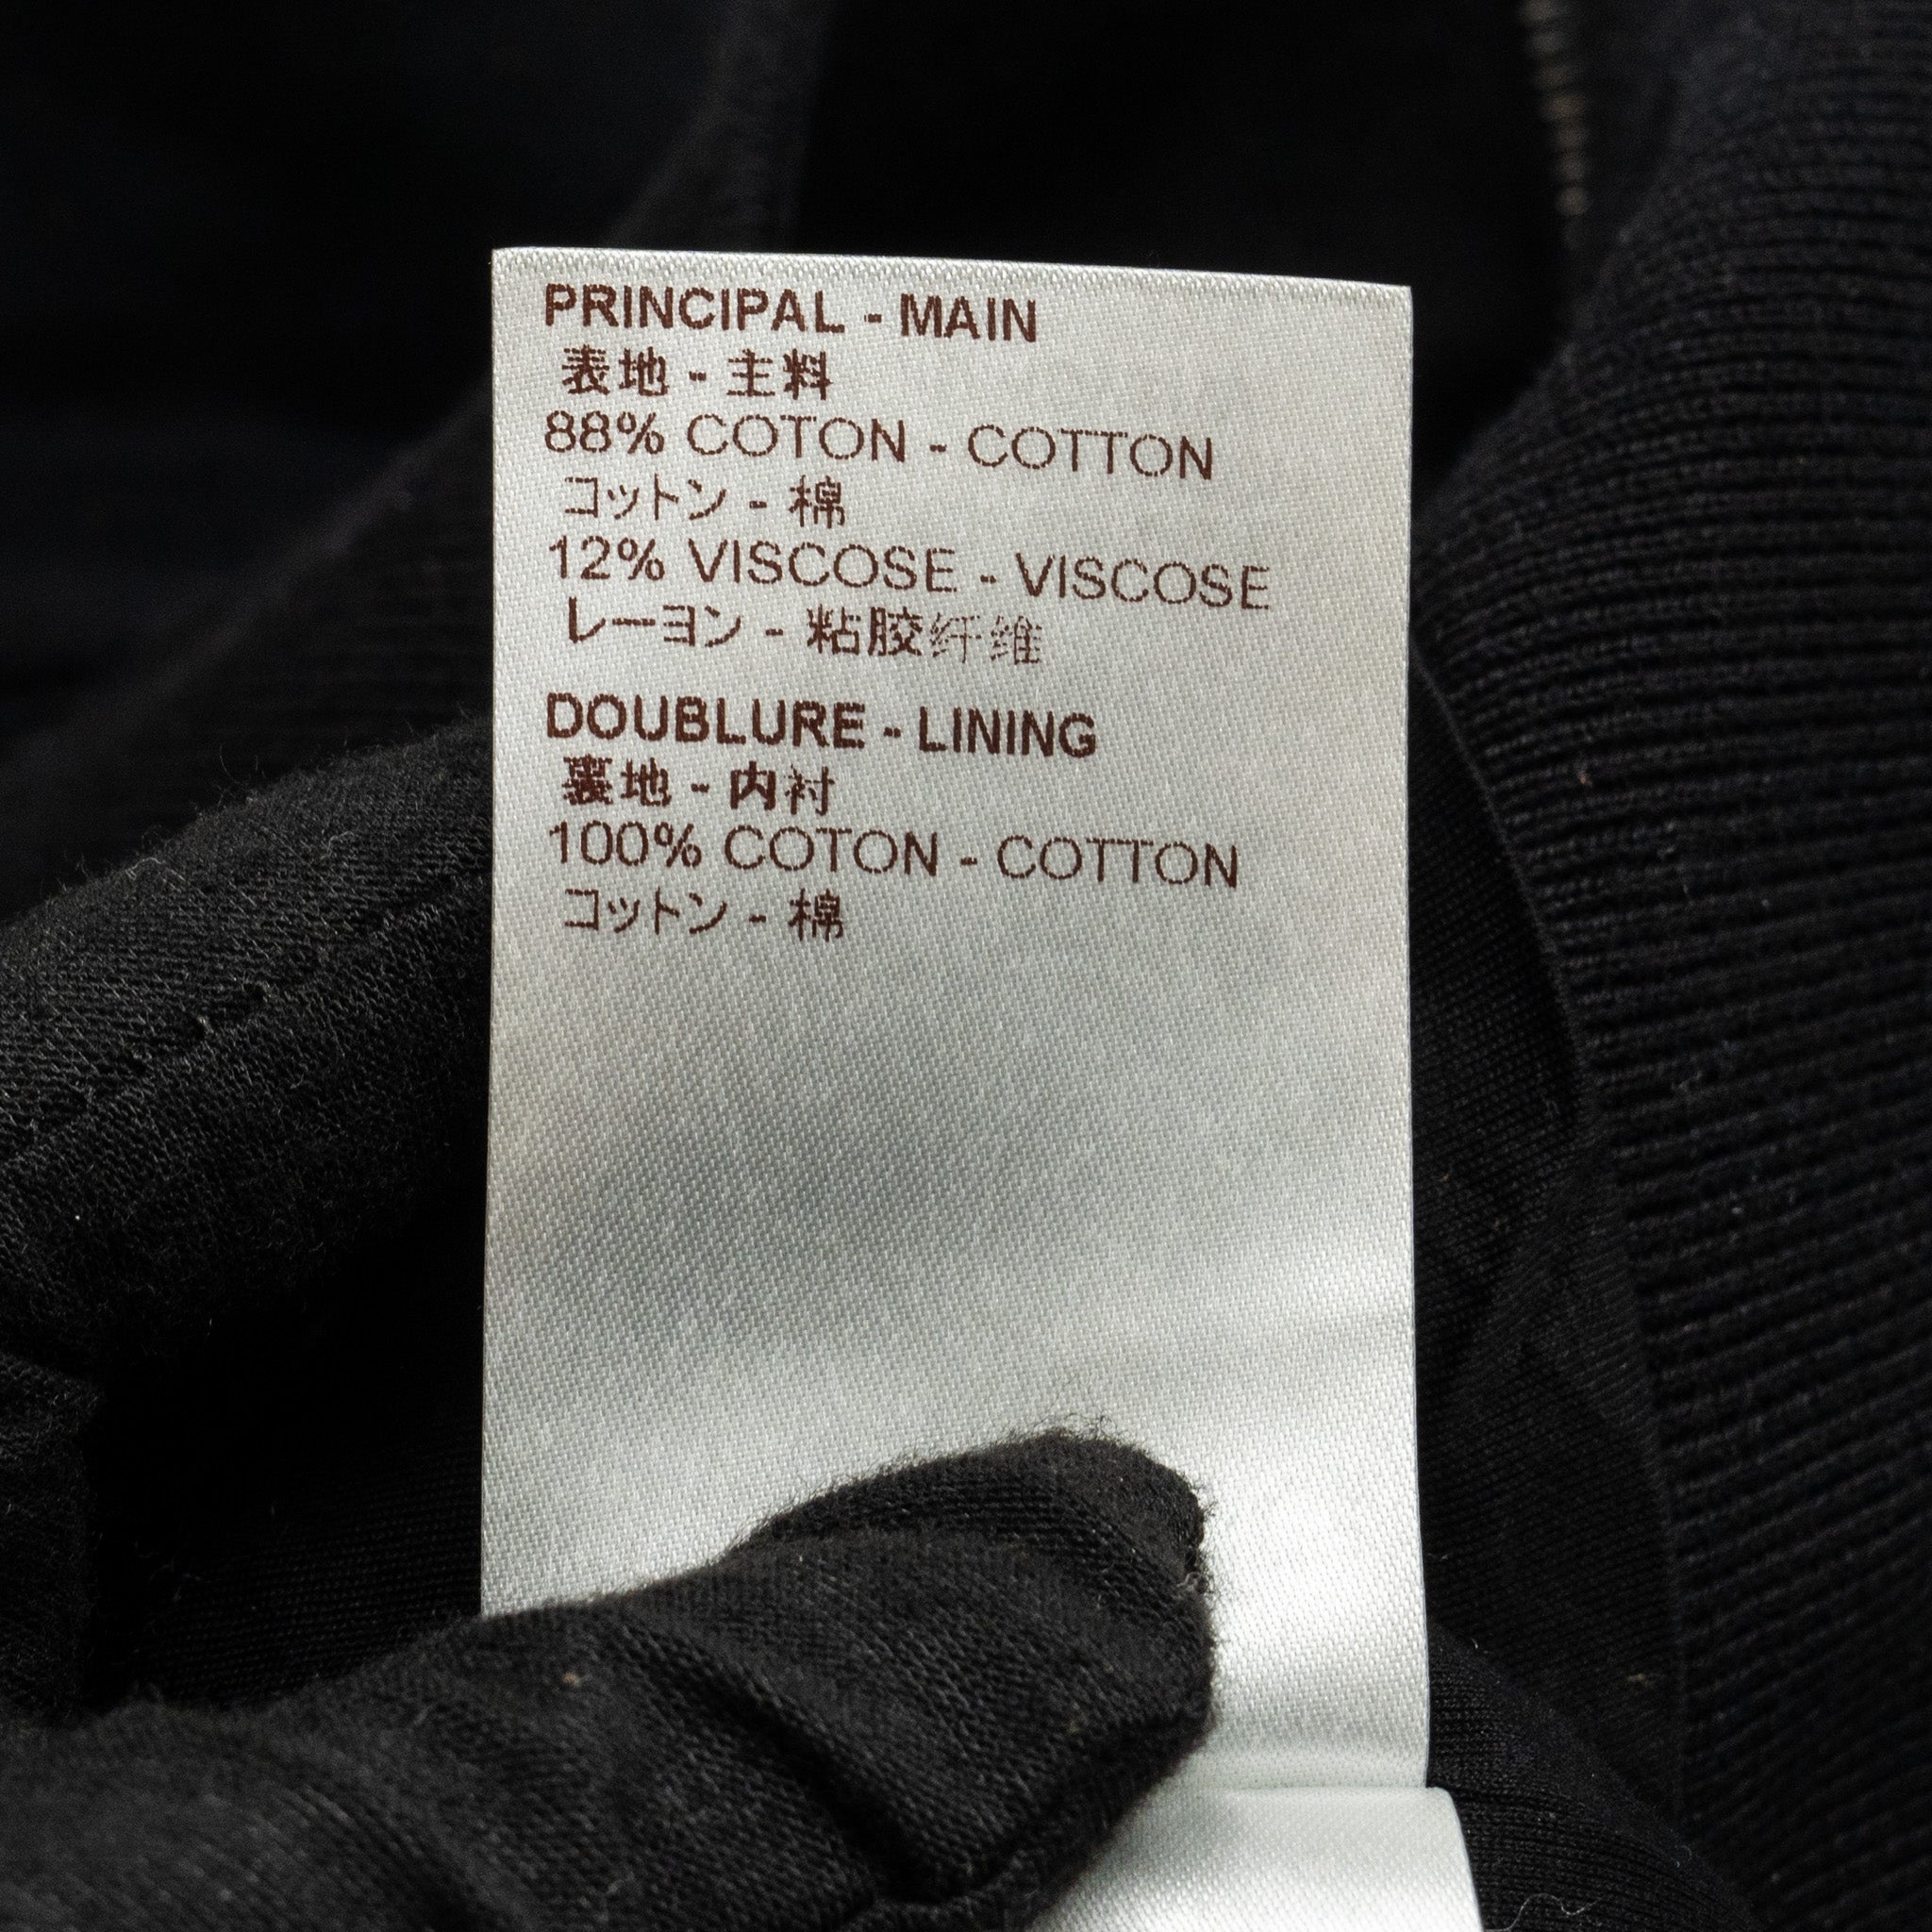 PRINCIPAL - MAIN
表地 - 主料
88% COTON - COTTON
コットン - 棉
12% VISCOSE - VISCOSE
レーヨン - 粘胶纤维
DOUBLURE - LINING
裏地 - 内衬
100% COTON - COTTON
コットン - 棉